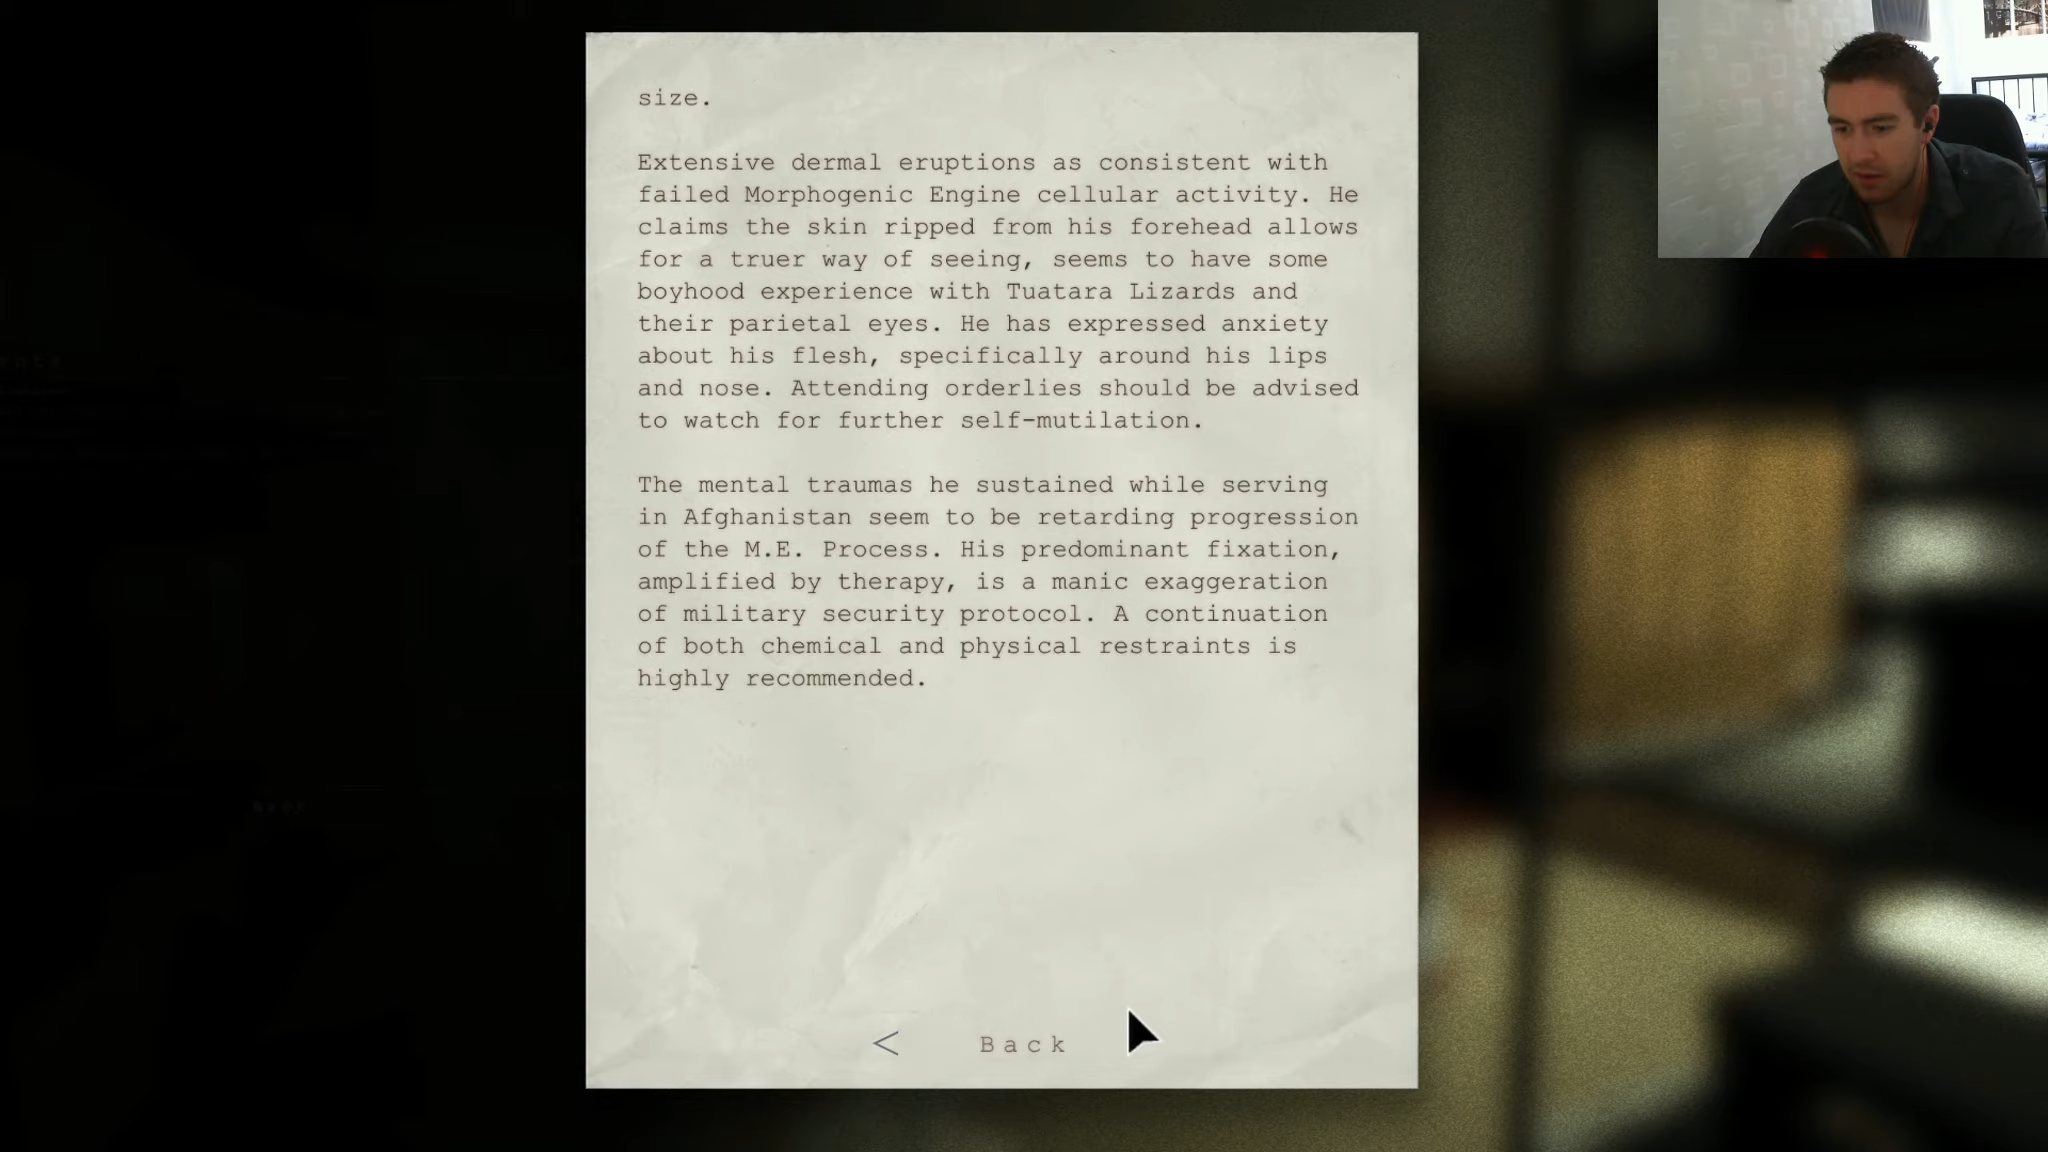 size.
Extensive dermal eruptions as consistent with
failed Morphogenic Engine cellular activity. He
claims the skin ripped from his forehead allows
for a truer way of seeing, seems to have some
boyhood experience with Tuatara Lizards and
their parietal eyes. He has expressed anxiety
about his flesh, specifically around his lips
and nose. Attending orderlies should be advised
to watch for further self-mutilation.
The mental traumas he sustained while serving
in Afghanistan seem to be retarding progression
of the M.E. Process. His predominant fixation,
amplified by therapy, is a manic exaggeration
of military security protocol. A continuation
of both chemical and physical restraints is
highly recommended.
< Back